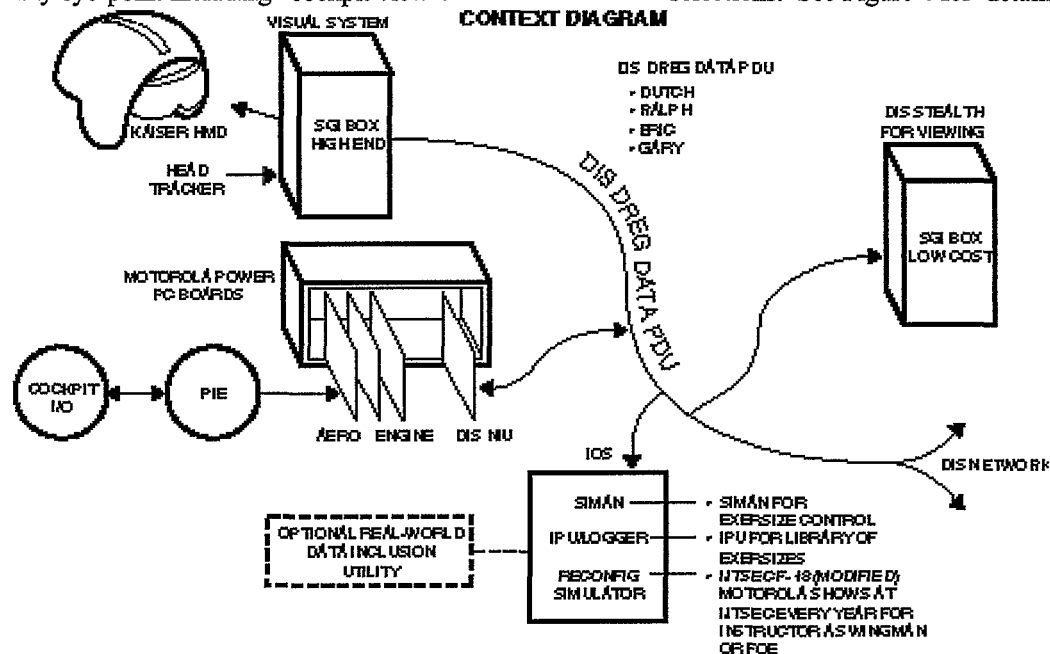 CONTEXT DIAGRAM
VISUAL SYSTEM
SGI BOX
HIGH END
KAISER HMD
HEAD
TRACKER
DIS DREG DATA PDU
• DUTCH
• RALPH
• ERIC
• GARY
DIS STEALTH
FOR VIEWING
SGI BOX
LOW COST
DIS DREG DATA PDU
MOTOROLA POWER
PC BOARDS
COCKPIT
I/O
PIE
AERO ENGINE DIS NIU
IOS
DIS NETWORK
OPTIONAL REAL-WORLD
DATA INCLUSION
UTILITY
SIMAN
IPU/LOGGER
RECONFIG
SIMULATOR
• SIMAN FOR
EXERSIZE CONTROL
• IPU FOR LIBRARY OF
EXERSIZES
• I/ITSEC F-18 (MODIFIED)
MOTOROLA SHOWS AT
I/ITSEC EVERY YEAR FOR
INSTRUCTOR AS WINGMAN
OR FOE